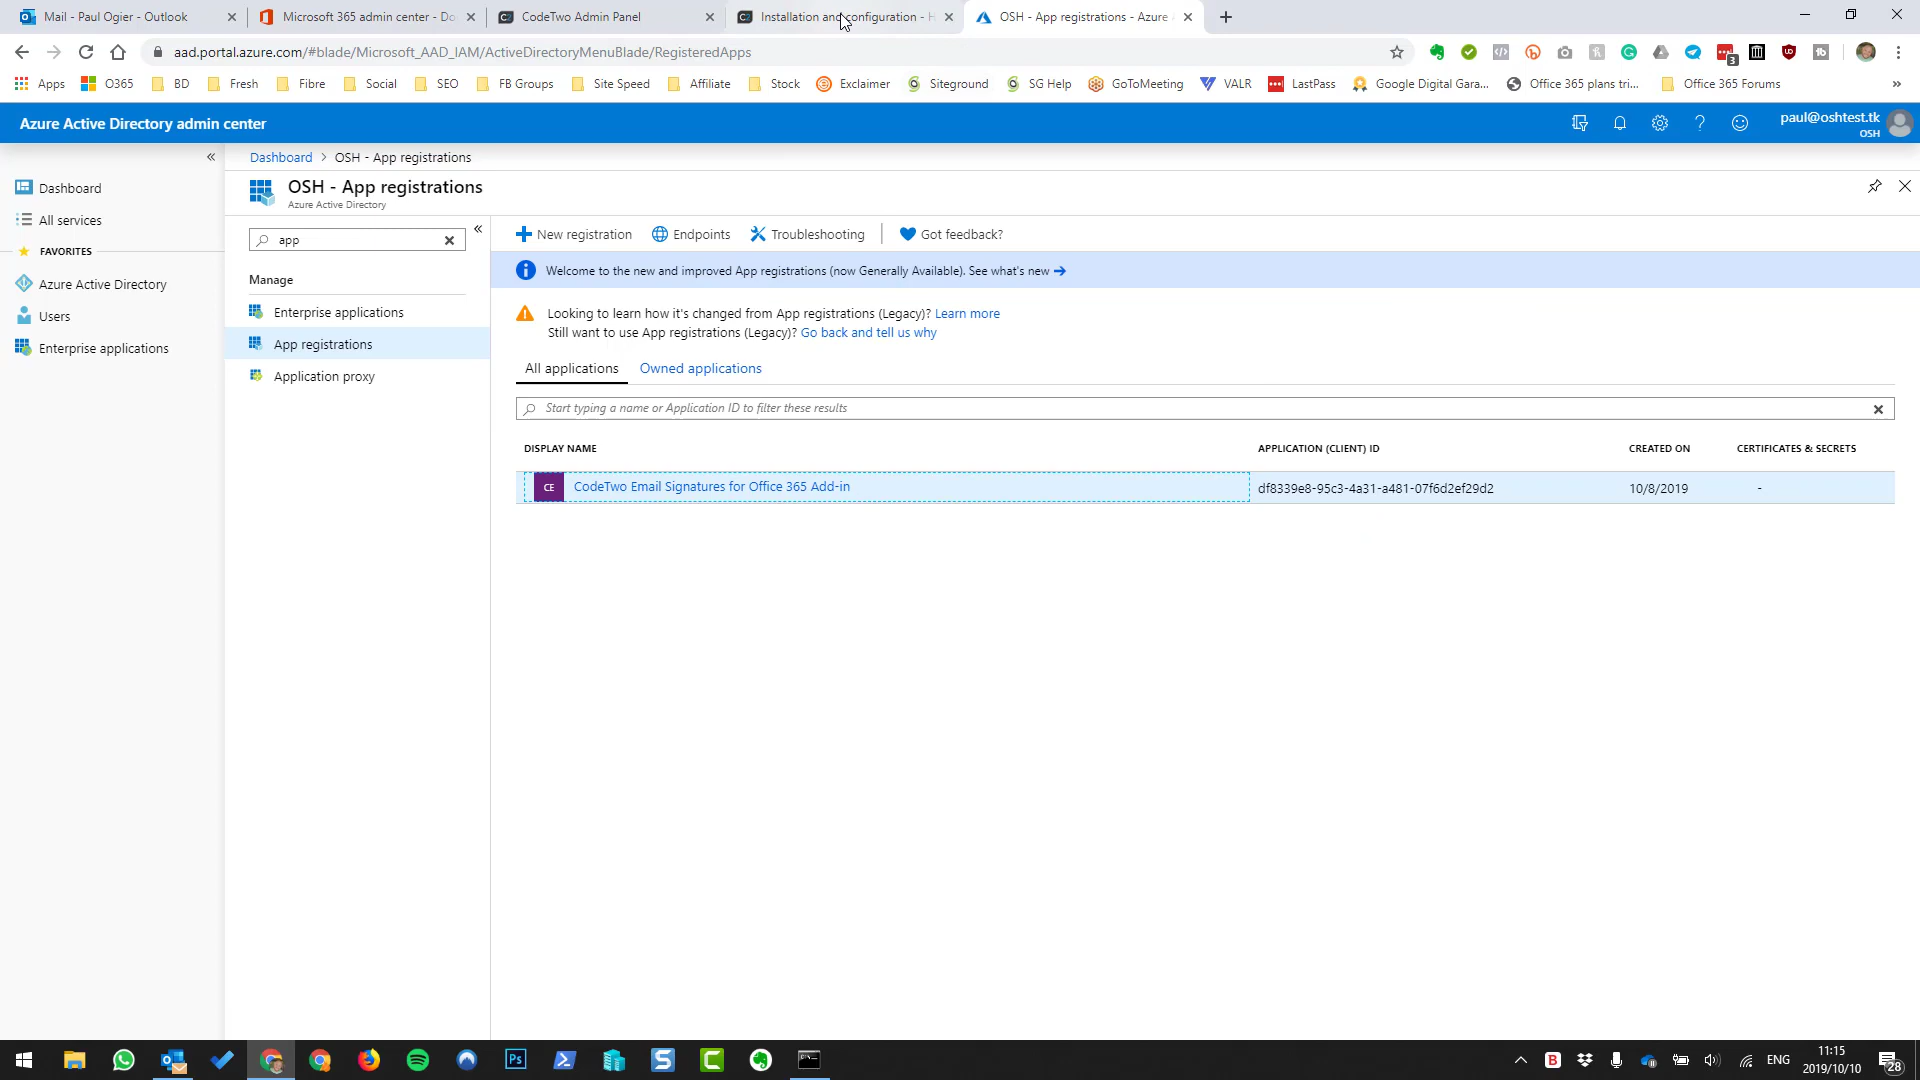 Mail - Paul Ogier - Outlook
Microsoft 365 admin center - Do
CodeTwo Admin Panel
Installation and configuration - H
OSH - App registrations - Azure
aad.portal.azure.com/#blade/Microsoft_AAD_IAM/ActiveDirectoryMenuBlade/RegisteredApps
3
Apps
O365
BD
Fresh
Fibre
Social
SEO
FB Groups
Site Speed
Affiliate
Stock
Exclaimer
Siteground
SG Help
GoToMeeting
VALR
LastPass
Google Digital Gara...
Office 365 plans tri...
Office 365 Forums
»
Azure Active Directory admin center
paul@oshtest.tk
OSH
Dashboard > OSH - App registrations
Dashboard
All services
FAVORITES
Azure Active Directory
Users
Enterprise applications
OSH - App registrations
Azure Active Directory
app
Manage
Enterprise applications
App registrations
Application proxy
New registration
Endpoints
Troubleshooting
Got feedback?
Welcome to the new and improved App registrations (now Generally Available). See what's new →
Looking to learn how it's changed from App registrations (Legacy)? Learn more
Still want to use App registrations (Legacy)? Go back and tell us why
All applications
Owned applications
Start typing a name or Application ID to filter these results
DISPLAY NAME
APPLICATION (CLIENT) ID
CREATED ON
CERTIFICATES & SECRETS
CE
CodeTwo Email Signatures for Office 365 Add-in
df8339e8-95c3-4a31-a481-07f6d2ef29d2
10/8/2019
-
Ps
ENG
11:15
2019/10/10
28